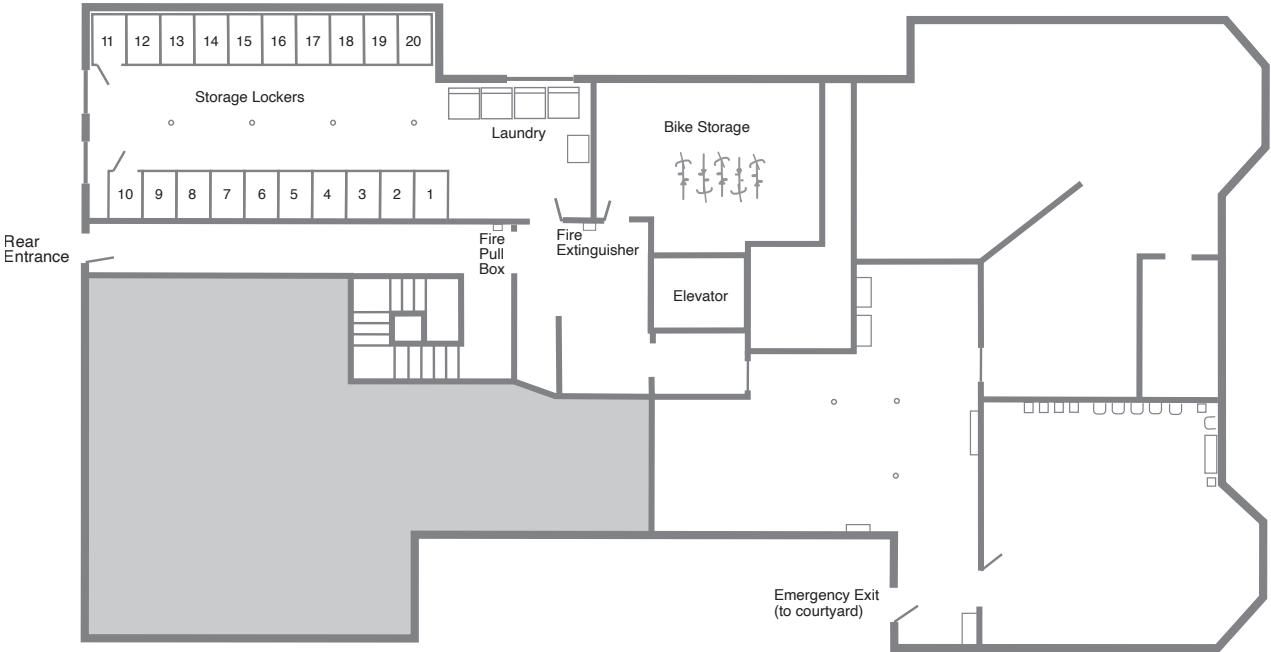 11 12 13 14 15 16 17 18 19 20
Storage Lockers
Laundry
Bike Storage
10 9 8 7 6 5 4 3 2 1
Rear
Entrance
Fire
Pull
Box
Fire
Extinguisher
Elevator
Emergency Exit
(to courtyard)